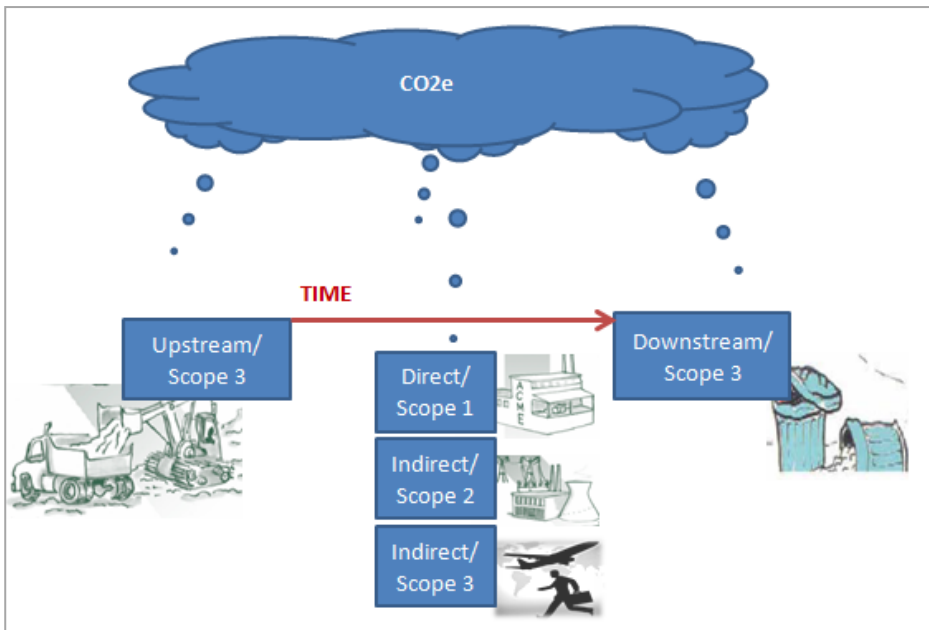 CO2e
TIME
Upstream/
Scope 3
Downstream/
Scope 3
Direct/
Scope 1
ACME
Indirect/
Scope 2
Indirect/
Scope 3